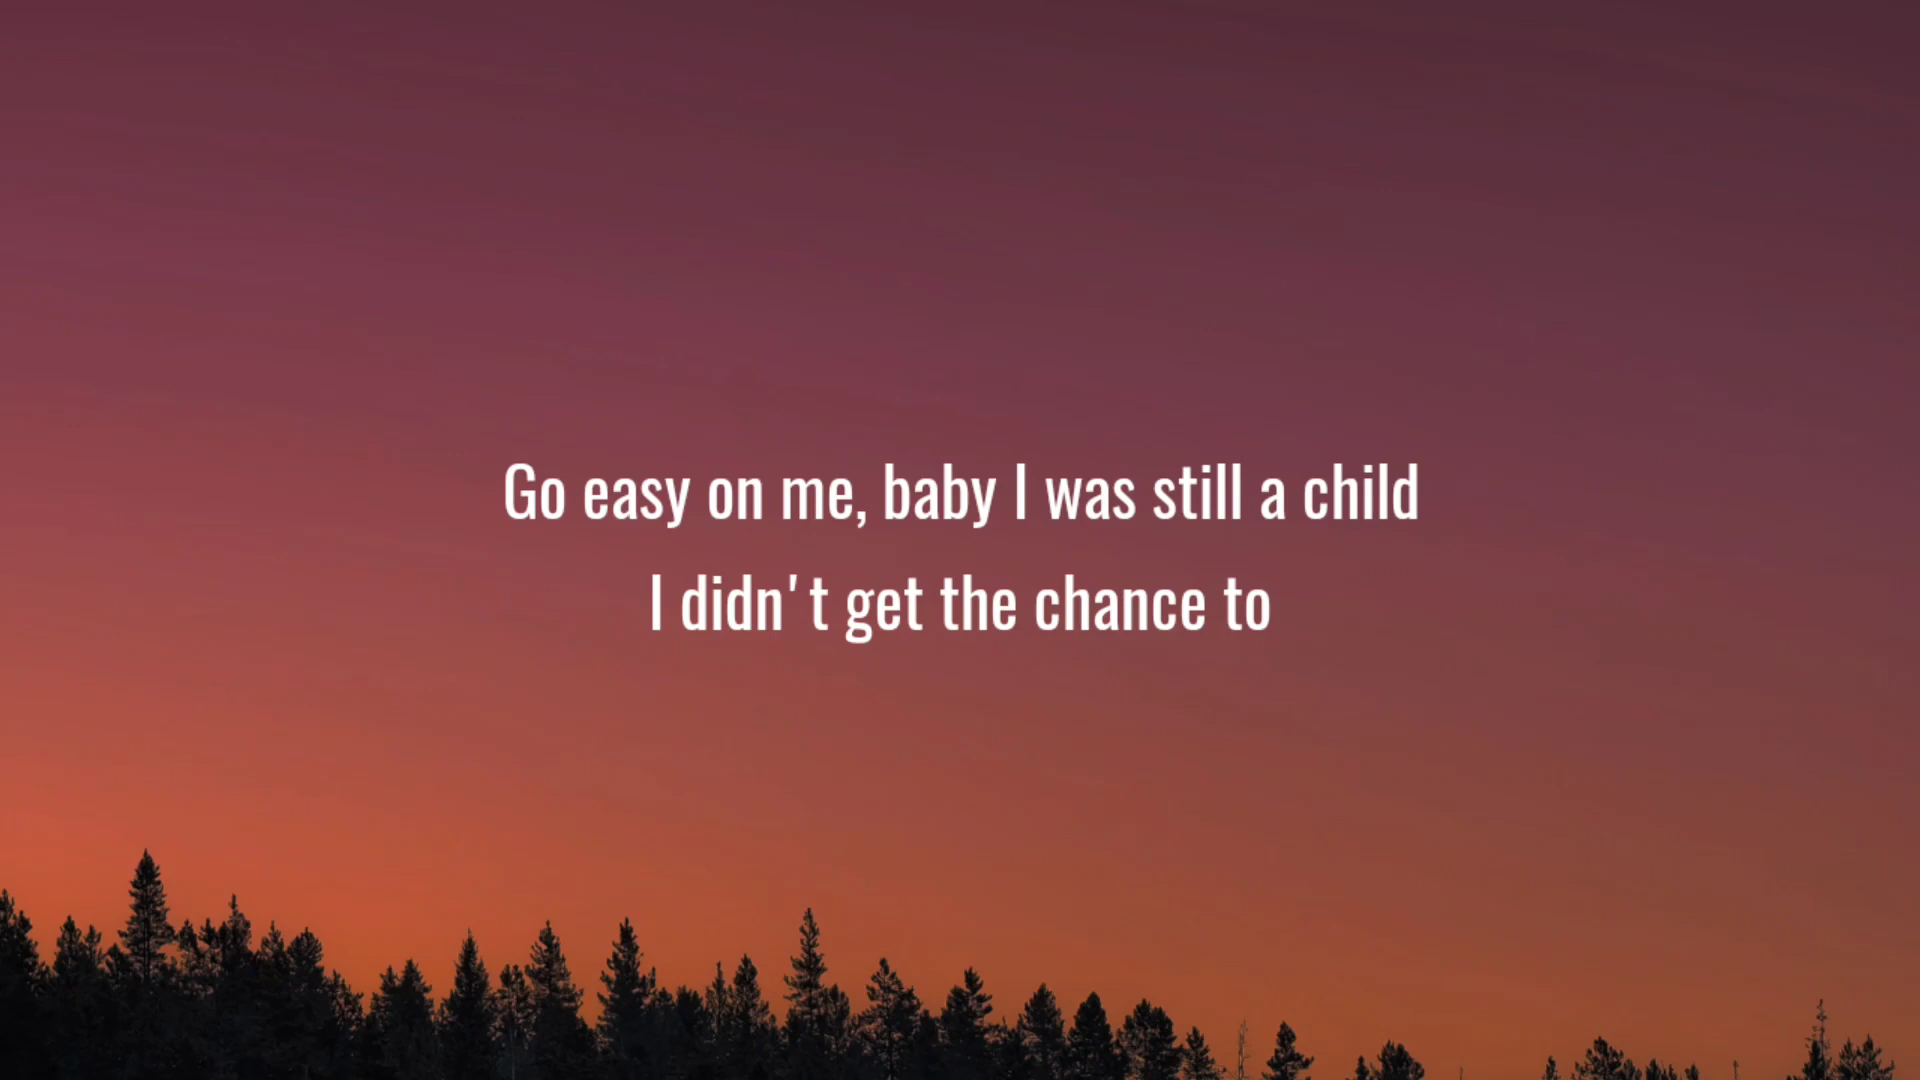 Go easy on me, baby I was still a child
I didn't get the chance to